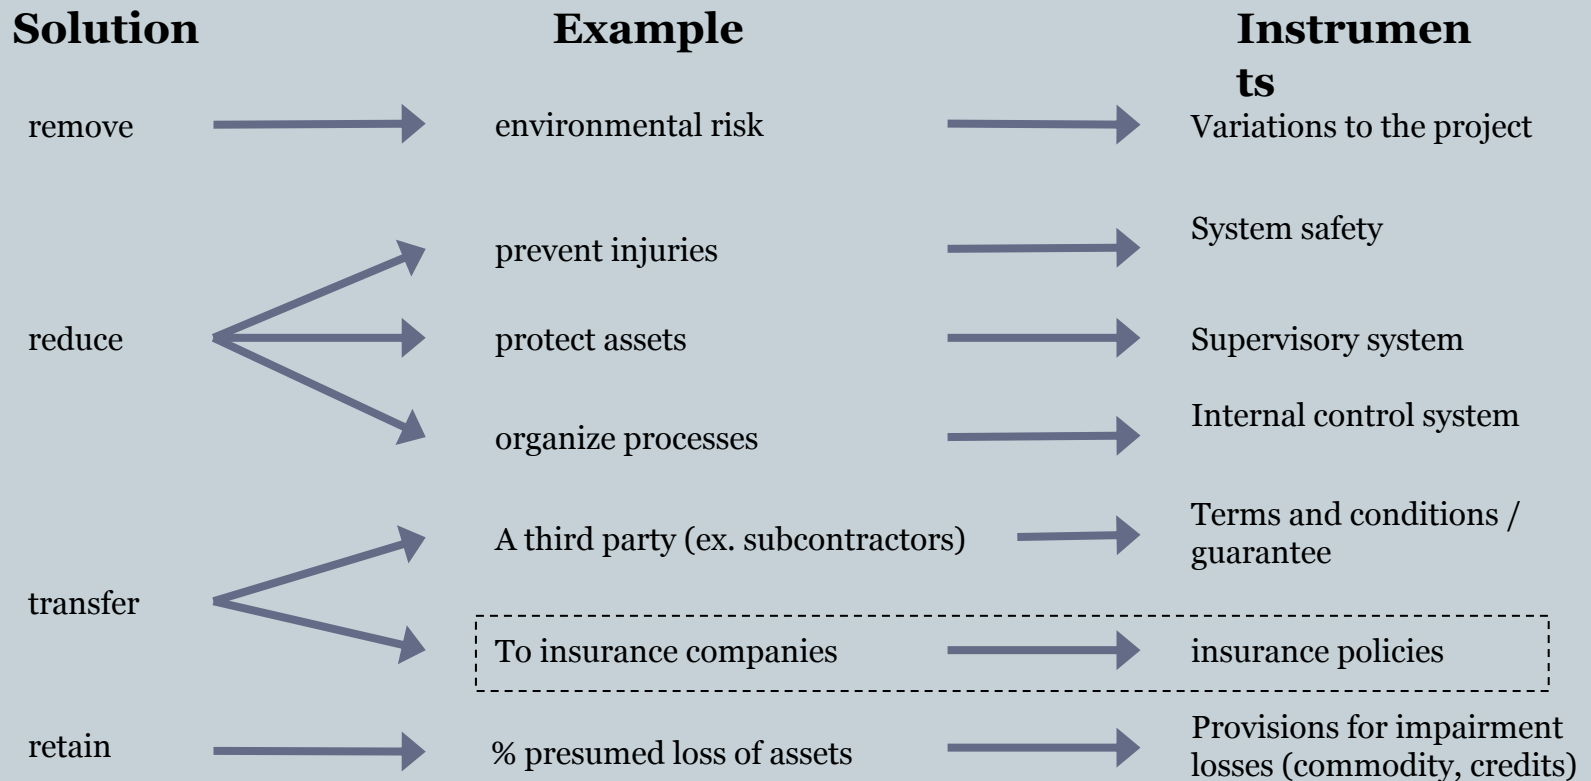 Solution
Example
Instrumen
ts
remove
environmental risk
Variations to the project
prevent injuries
System safety
reduce
protect assets
Supervisory system
organize processes
Internal control system
transfer
A third party (ex. subcontractors)
Terms and conditions /
guarantee
To insurance companies
insurance policies
retain
% presumed loss of assets
Provisions for impairment
losses (commodity, credits)